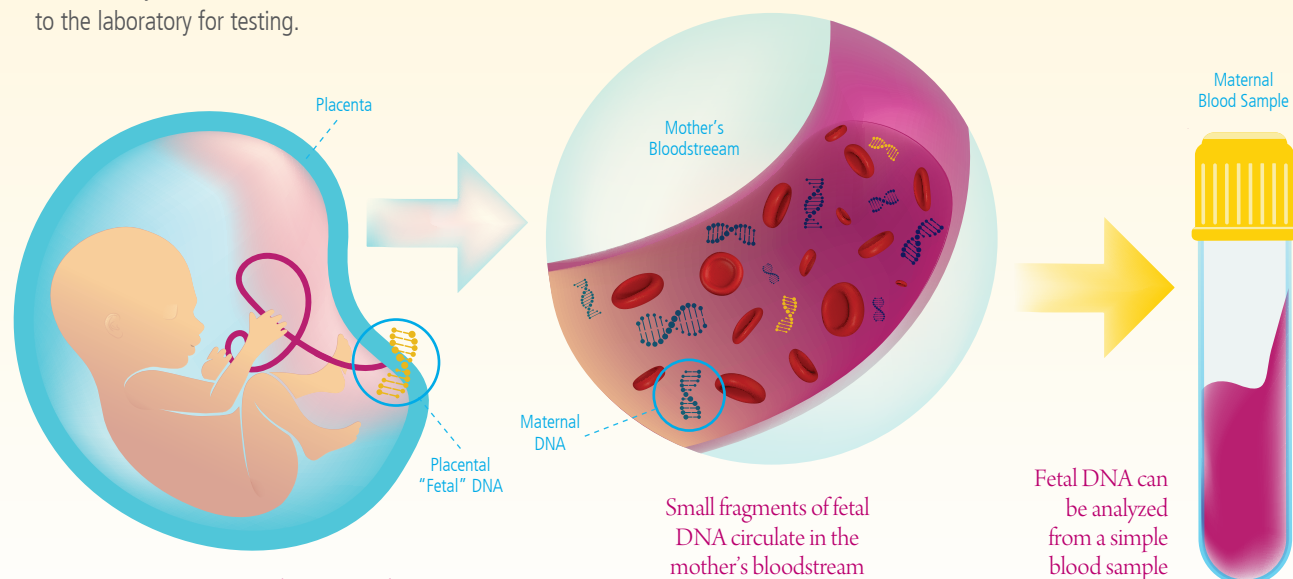 to the laboratory for testing.
Placenta
Mother's
Bloodstreeam
Maternal
Blood Sample
Maternal
DNA
Placental
“Fetal” DNA
Small fragments of fetal
DNA circulate in the
mother's bloodstream
Fetal DNA can
be analyzed
from a simple
blood sample